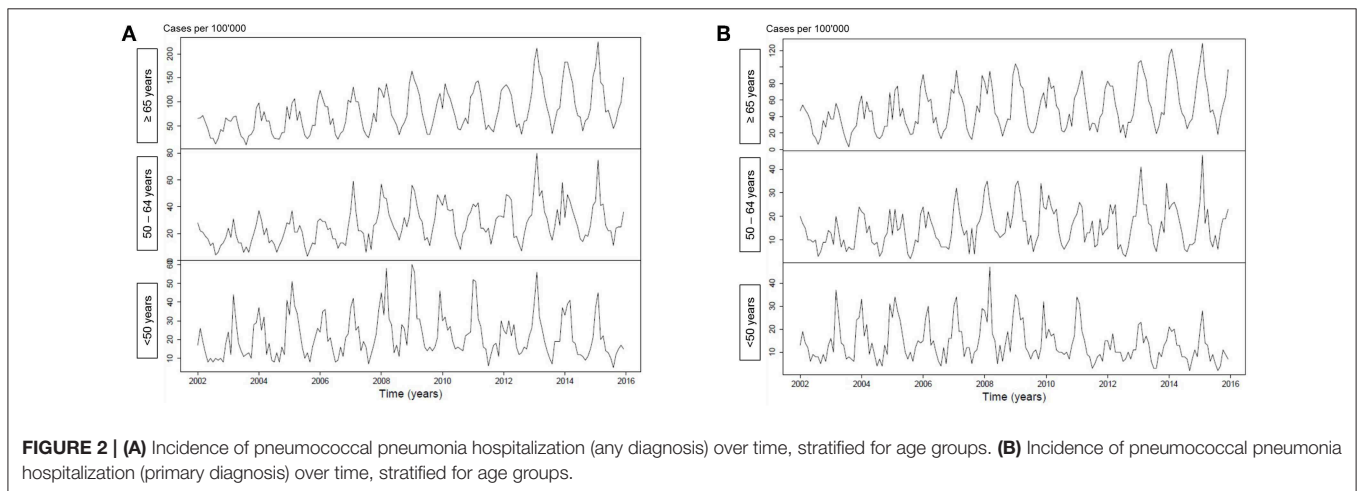 A
Cases per 100'000
≥ 65 years
50 100 150 200
50 – 64 years
20 40 60 80
<50 years
10 20 30 40 50 60
2002 2004 2006 2008 2010 2012 2014 2016
Time (years)
B
Cases per 100'000
≥ 65 years
0 20 40 60 80 100 120
50 – 64 years
10 20 30 40
<50 years
10 20 30 40
2002 2004 2006 2008 2010 2012 2014 2016
Time (years)
FIGURE 2 | (A) Incidence of pneumococcal pneumonia hospitalization (any diagnosis) over time, stratified for age groups. (B) Incidence of pneumococcal pneumonia
hospitalization (primary diagnosis) over time, stratified for age groups.